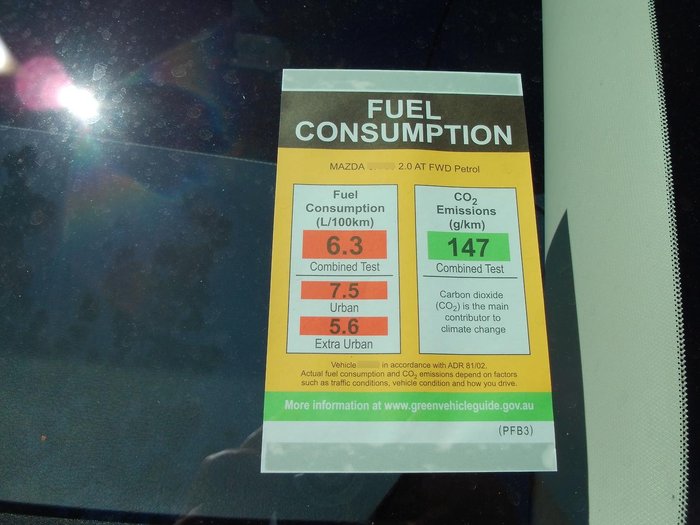 FUEL
CONSUMPTION
MAZDA 2.0 AT FWD Petrol
Fuel
Consumption
(L/100km)
6.3
Combined Test
7.5
Urban
5.6
Extra Urban
CO2
Emissions
(g/km)
147
Combined Test
Carbon dioxide
(CO2) is the main
contributor to
climate change
Vehicle in accordance with ADR 81/02.
Actual fuel consumption and CO2 emissions depend on factors
such as traffic conditions, vehicle condition and how you drive.
More information at www.greenvehicleguide.gov.au
(PFB3)